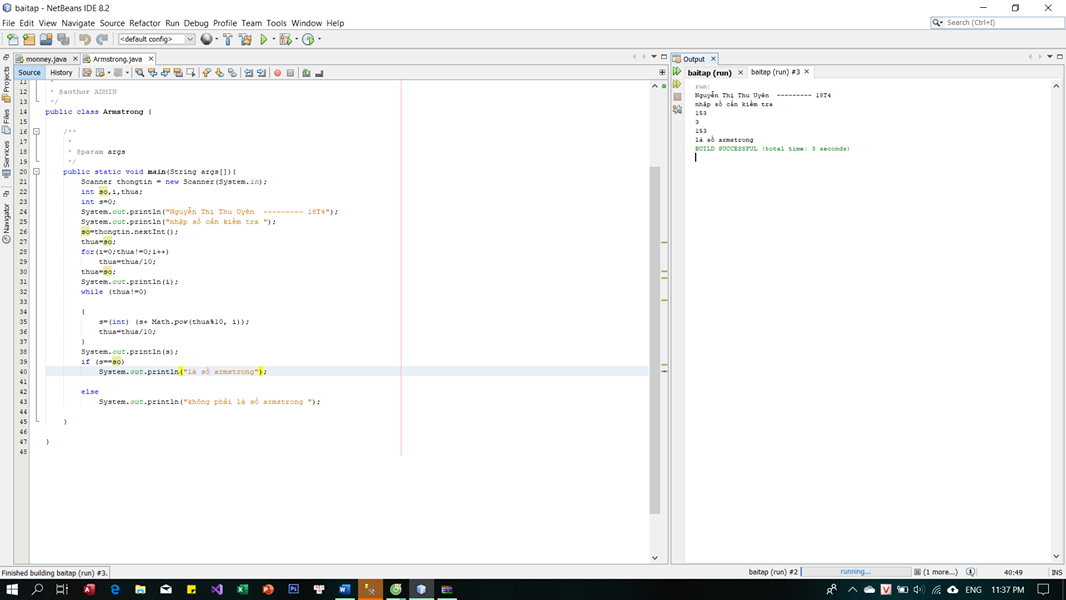 baitap - NetBeans IDE 8.2
File Edit View Navigate Source Refactor Run Debug Profile Team Tools Window Help
Search (Ctrl+I)
<default config>
monney.java Armstrong.java
Source History
Projects
Files
Services
Navigator
11
12 * @author ADMIN
13 */
14 public class Armstrong {
15
16 /**
17 *
18 * @param args
19 */
20 public static void main(String args[]){
21 Scanner thongtin = new Scanner(System.in);
22 int so,i,thua;
23 int s=0;
24 System.out.println("Nguyễn Thị Thu Uyên --------- 18T4");
25 System.out.println("nhập số cần kiểm tra ");
26 so=thongtin.nextInt();
27 thua=so;
28 for(i=0;thua!=0;i++)
29 thua=thua/10;
30 thua=so;
31 System.out.println(i);
32 while (thua!=0)
33
34 {
35 s=(int) (s+ Math.pow(thua%10, i));
36 thua=thua/10;
37 }
38 System.out.println(s);
39 if (s==so)
40 System.out.println("là số armstrong");
41
42 else
43 System.out.println("không phải là số armstrong ");
44
45 }
46
47 }
48
Output
baitap (run) baitap (run) #3
run:
Nguyễn Thị Thu Uyên --------- 18T4
nhập số cần kiểm tra
153
3
153
là số armstrong
BUILD SUCCESSFUL (total time: 3 seconds)
Finished building baitap (run) #3.
baitap (run) #2 running... (1 more...) 40:49 INS
ENG 11:37 PM